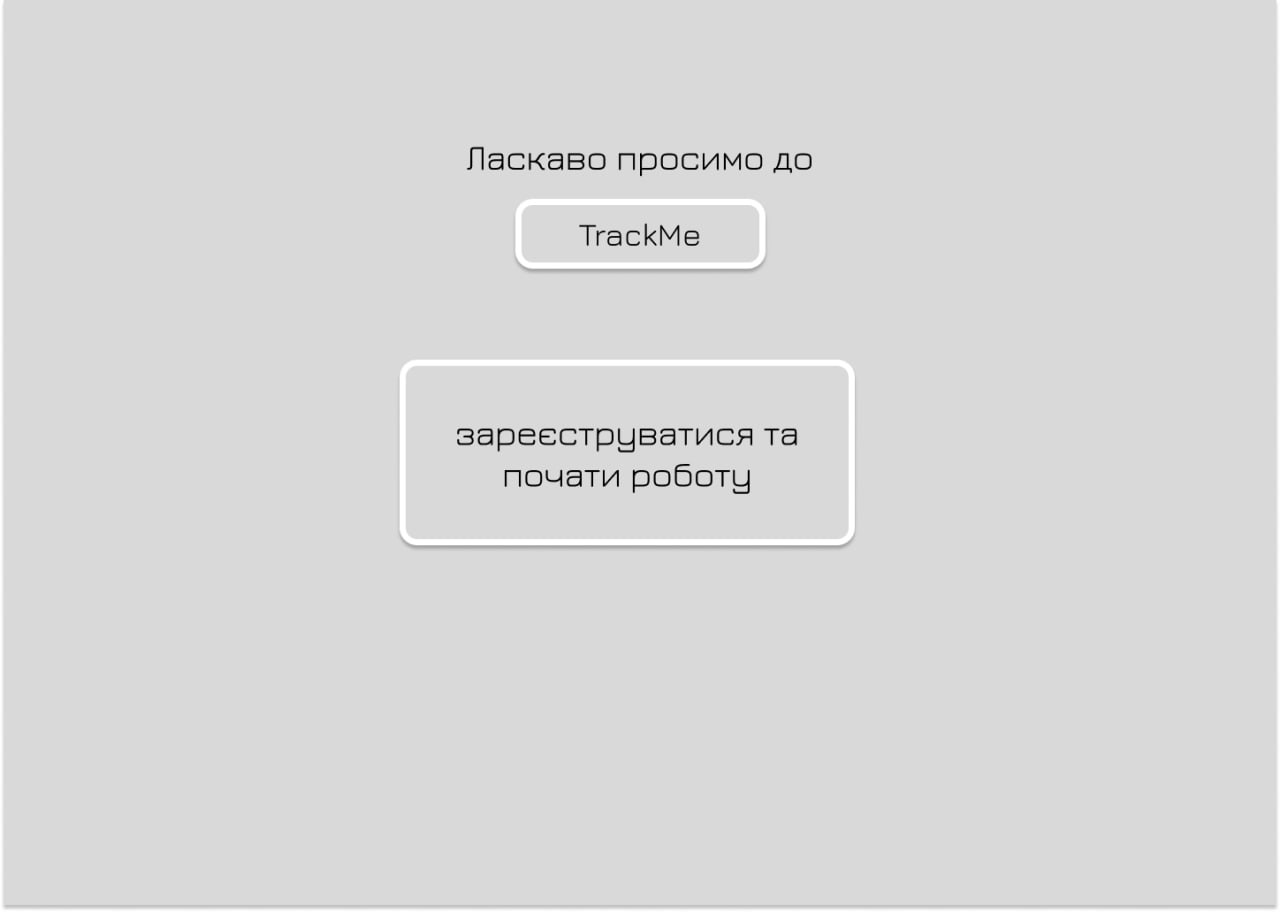 Ласкаво просимо до
TrackMe
зареєструватися та
почати роботу